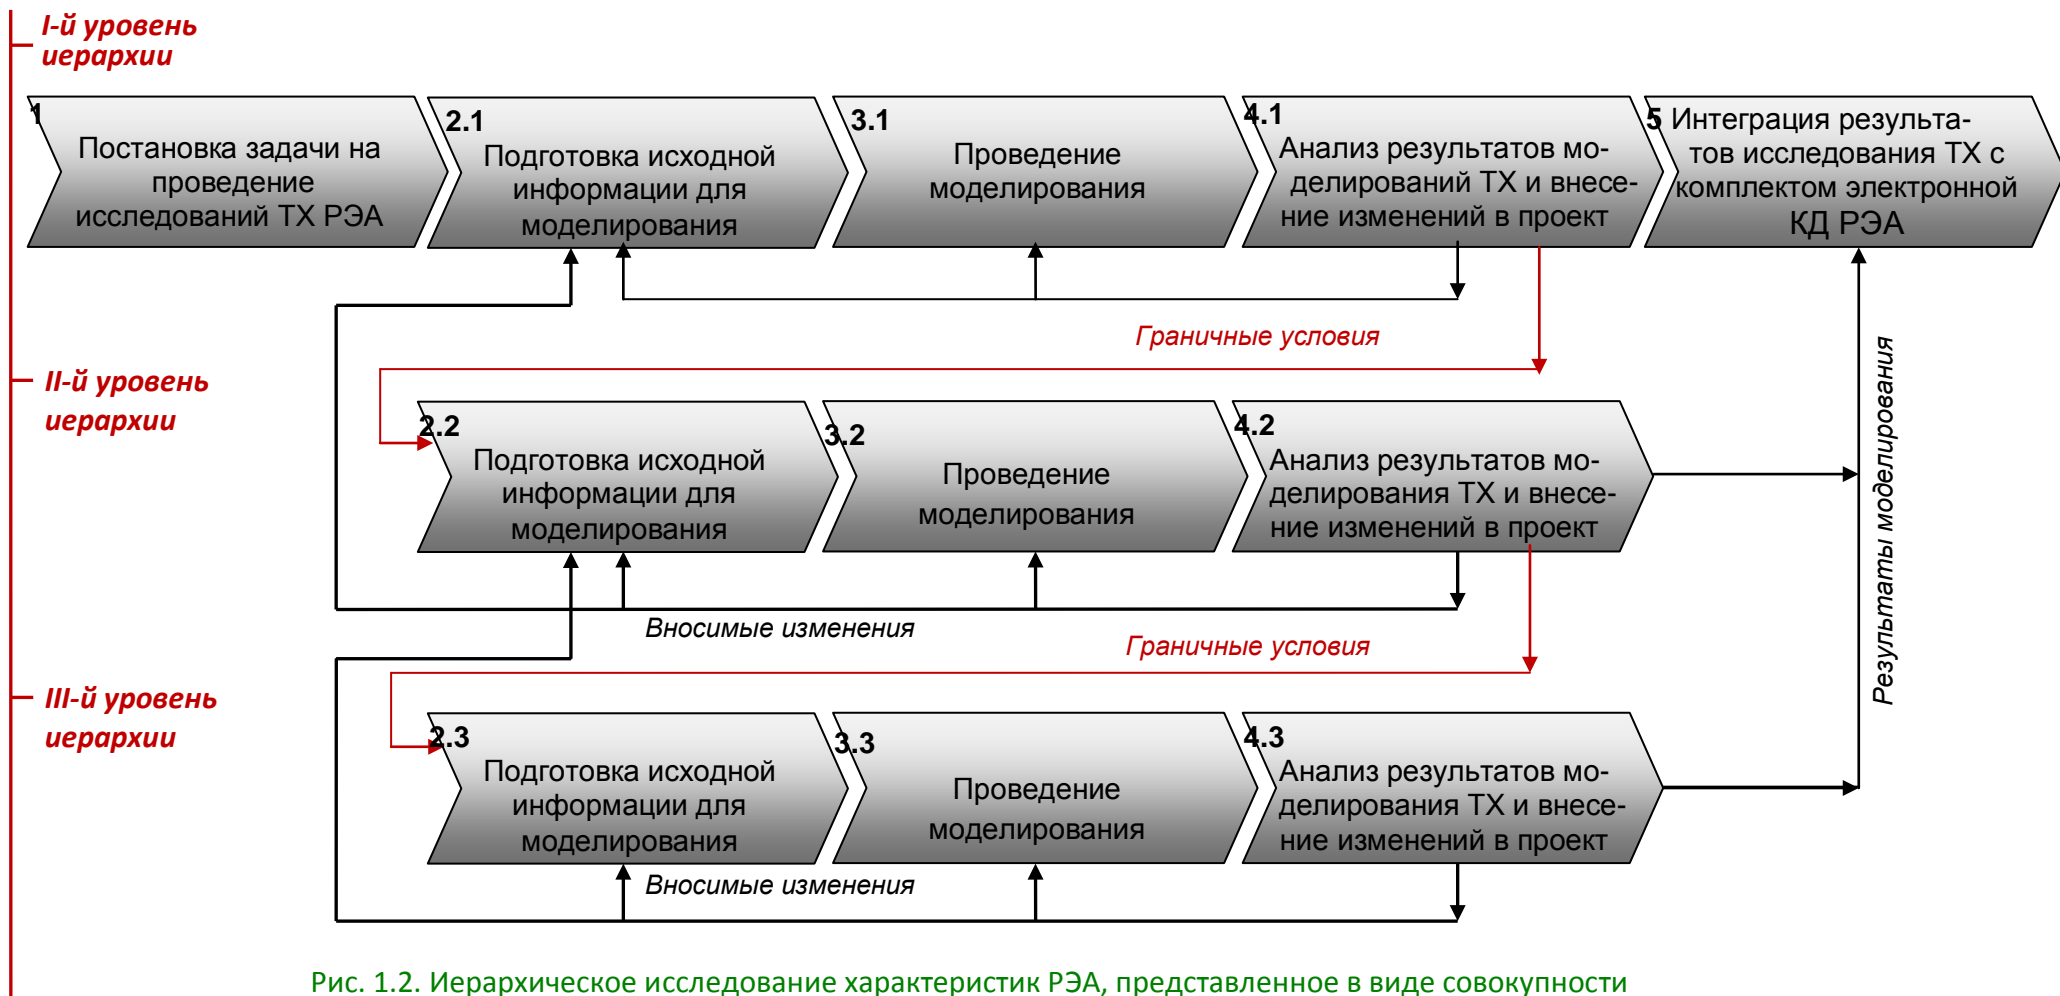 I-й уровень
иерархии
1
Постановка задачи на
проведение
исследований ТХ РЭА
2.1
Подготовка исходной
информации для
моделирования
3.1
Проведение
моделирования
4.1
Анализ результатов мо-
делирований ТХ и внесе-
ние изменений в проект
5 Интеграция результа-
тов исследования ТХ с
комплектом электронной
КД РЭА
Граничные условия
II-й уровень
иерархии
2.2
Подготовка исходной
информации для
моделирования
3.2
Проведение
моделирования
4.2
Анализ результатов мо-
делирования ТХ и внесе-
ние изменений в проект
Результаты моделирования
Вносимые изменения
Граничные условия
III-й уровень
иерархии
2.3
Подготовка исходной
информации для
моделирования
3.3
Проведение
моделирования
4.3
Анализ результатов мо-
делирования ТХ и внесе-
ние изменений в проект
Вносимые изменения
Рис. 1.2. Иерархическое исследование характеристик РЭА, представленное в виде совокупности